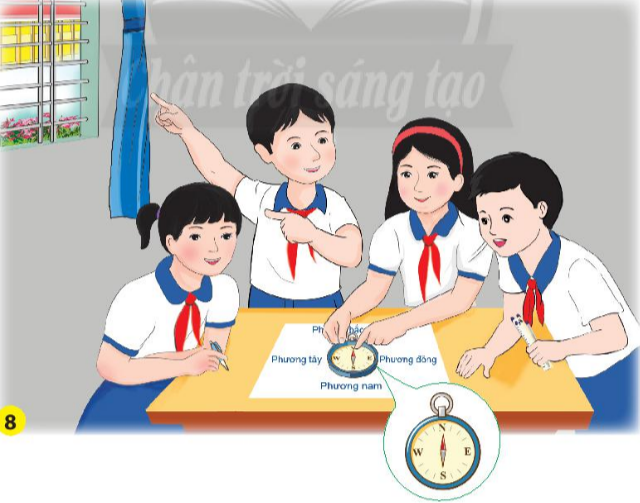 Chân trời sáng tạo
Phương tây
Phương đông
Phương nam
W
E
N
W
E
S
8